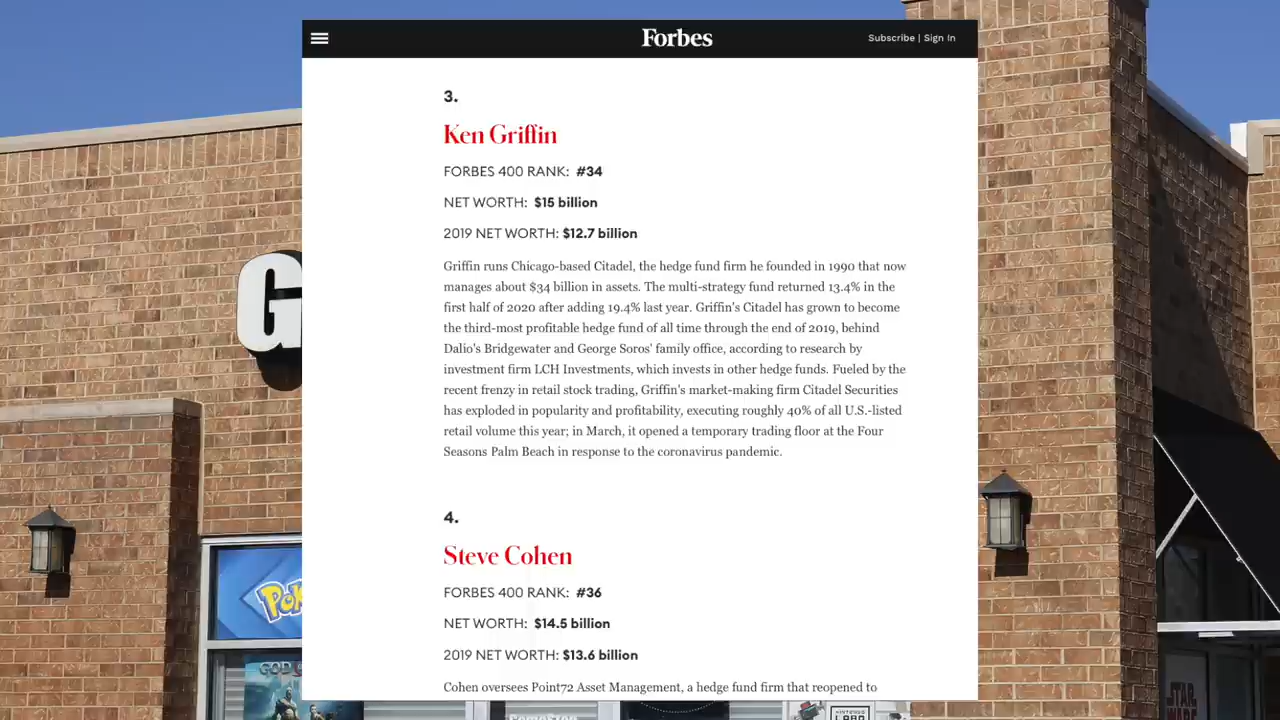 Forbes
Subscribe | Sign In
3.
Ken Griffin
FORBES 400 RANK: #34
NET WORTH: $15 billion
2019 NET WORTH: $12.7 billion
Griffin runs Chicago-based Citadel, the hedge fund firm he founded in 1990 that now
manages about $34 billion in assets. The multi-strategy fund returned 13.4% in the
first half of 2020 after adding 19.4% last year. Griffin's Citadel has grown to become
the third-most profitable hedge fund of all time through the end of 2019, behind
Dalio's Bridgewater and George Soros' family office, according to research by
investment firm LCH Investments, which invests in other hedge funds. Fueled by the
recent frenzy in retail stock trading, Griffin's market-making firm Citadel Securities
has exploded in popularity and profitability, executing roughly 40% of all U.S.-listed
retail volume this year; in March, it opened a temporary trading floor at the Four
Seasons Palm Beach in response to the coronavirus pandemic.
4.
Steve Cohen
FORBES 400 RANK: #36
NET WORTH: $14.5 billion
2019 NET WORTH: $13.6 billion
Cohen oversees Point72 Asset Management, a hedge fund firm that reopened to
G
Pok
GOD
STAR
NINTENDO
LABO